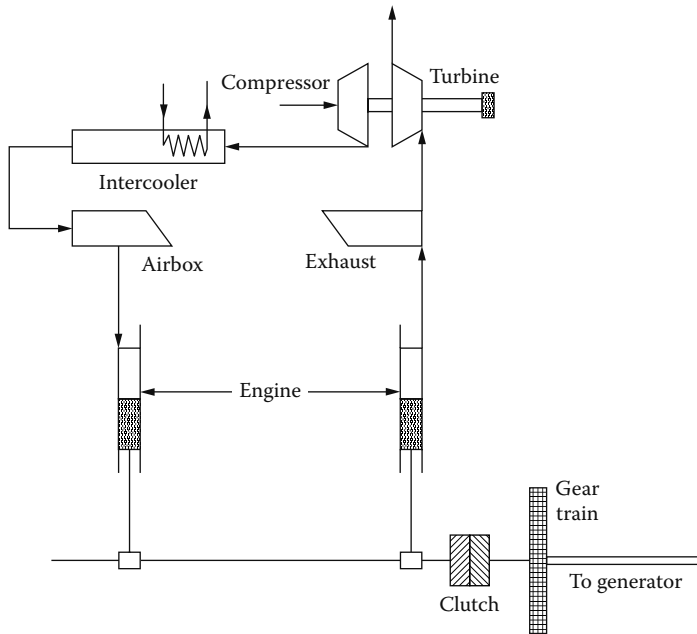 Compressor
Turbine
Intercooler
Airbox
Exhaust
Engine
Gear
train
Clutch
To generator